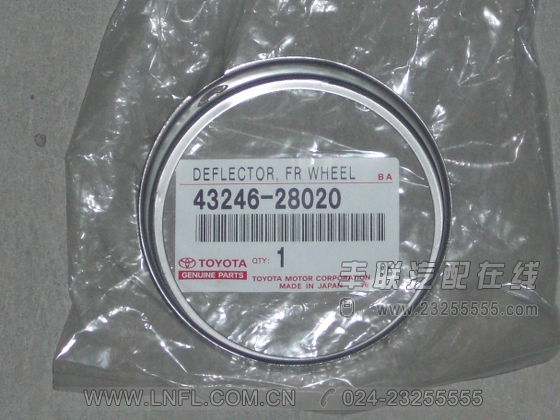 DEFLECTOR, FR WHEEL
BA
43246-28020
TOYOTA QTY: 1
GENUINE PARTS
TOYOTA MOTOR CORPORATION
MADE IN JAPAN
丰联汽配在线
www.23255555.com
WWW.LNFL.COM.CN 024-23255555